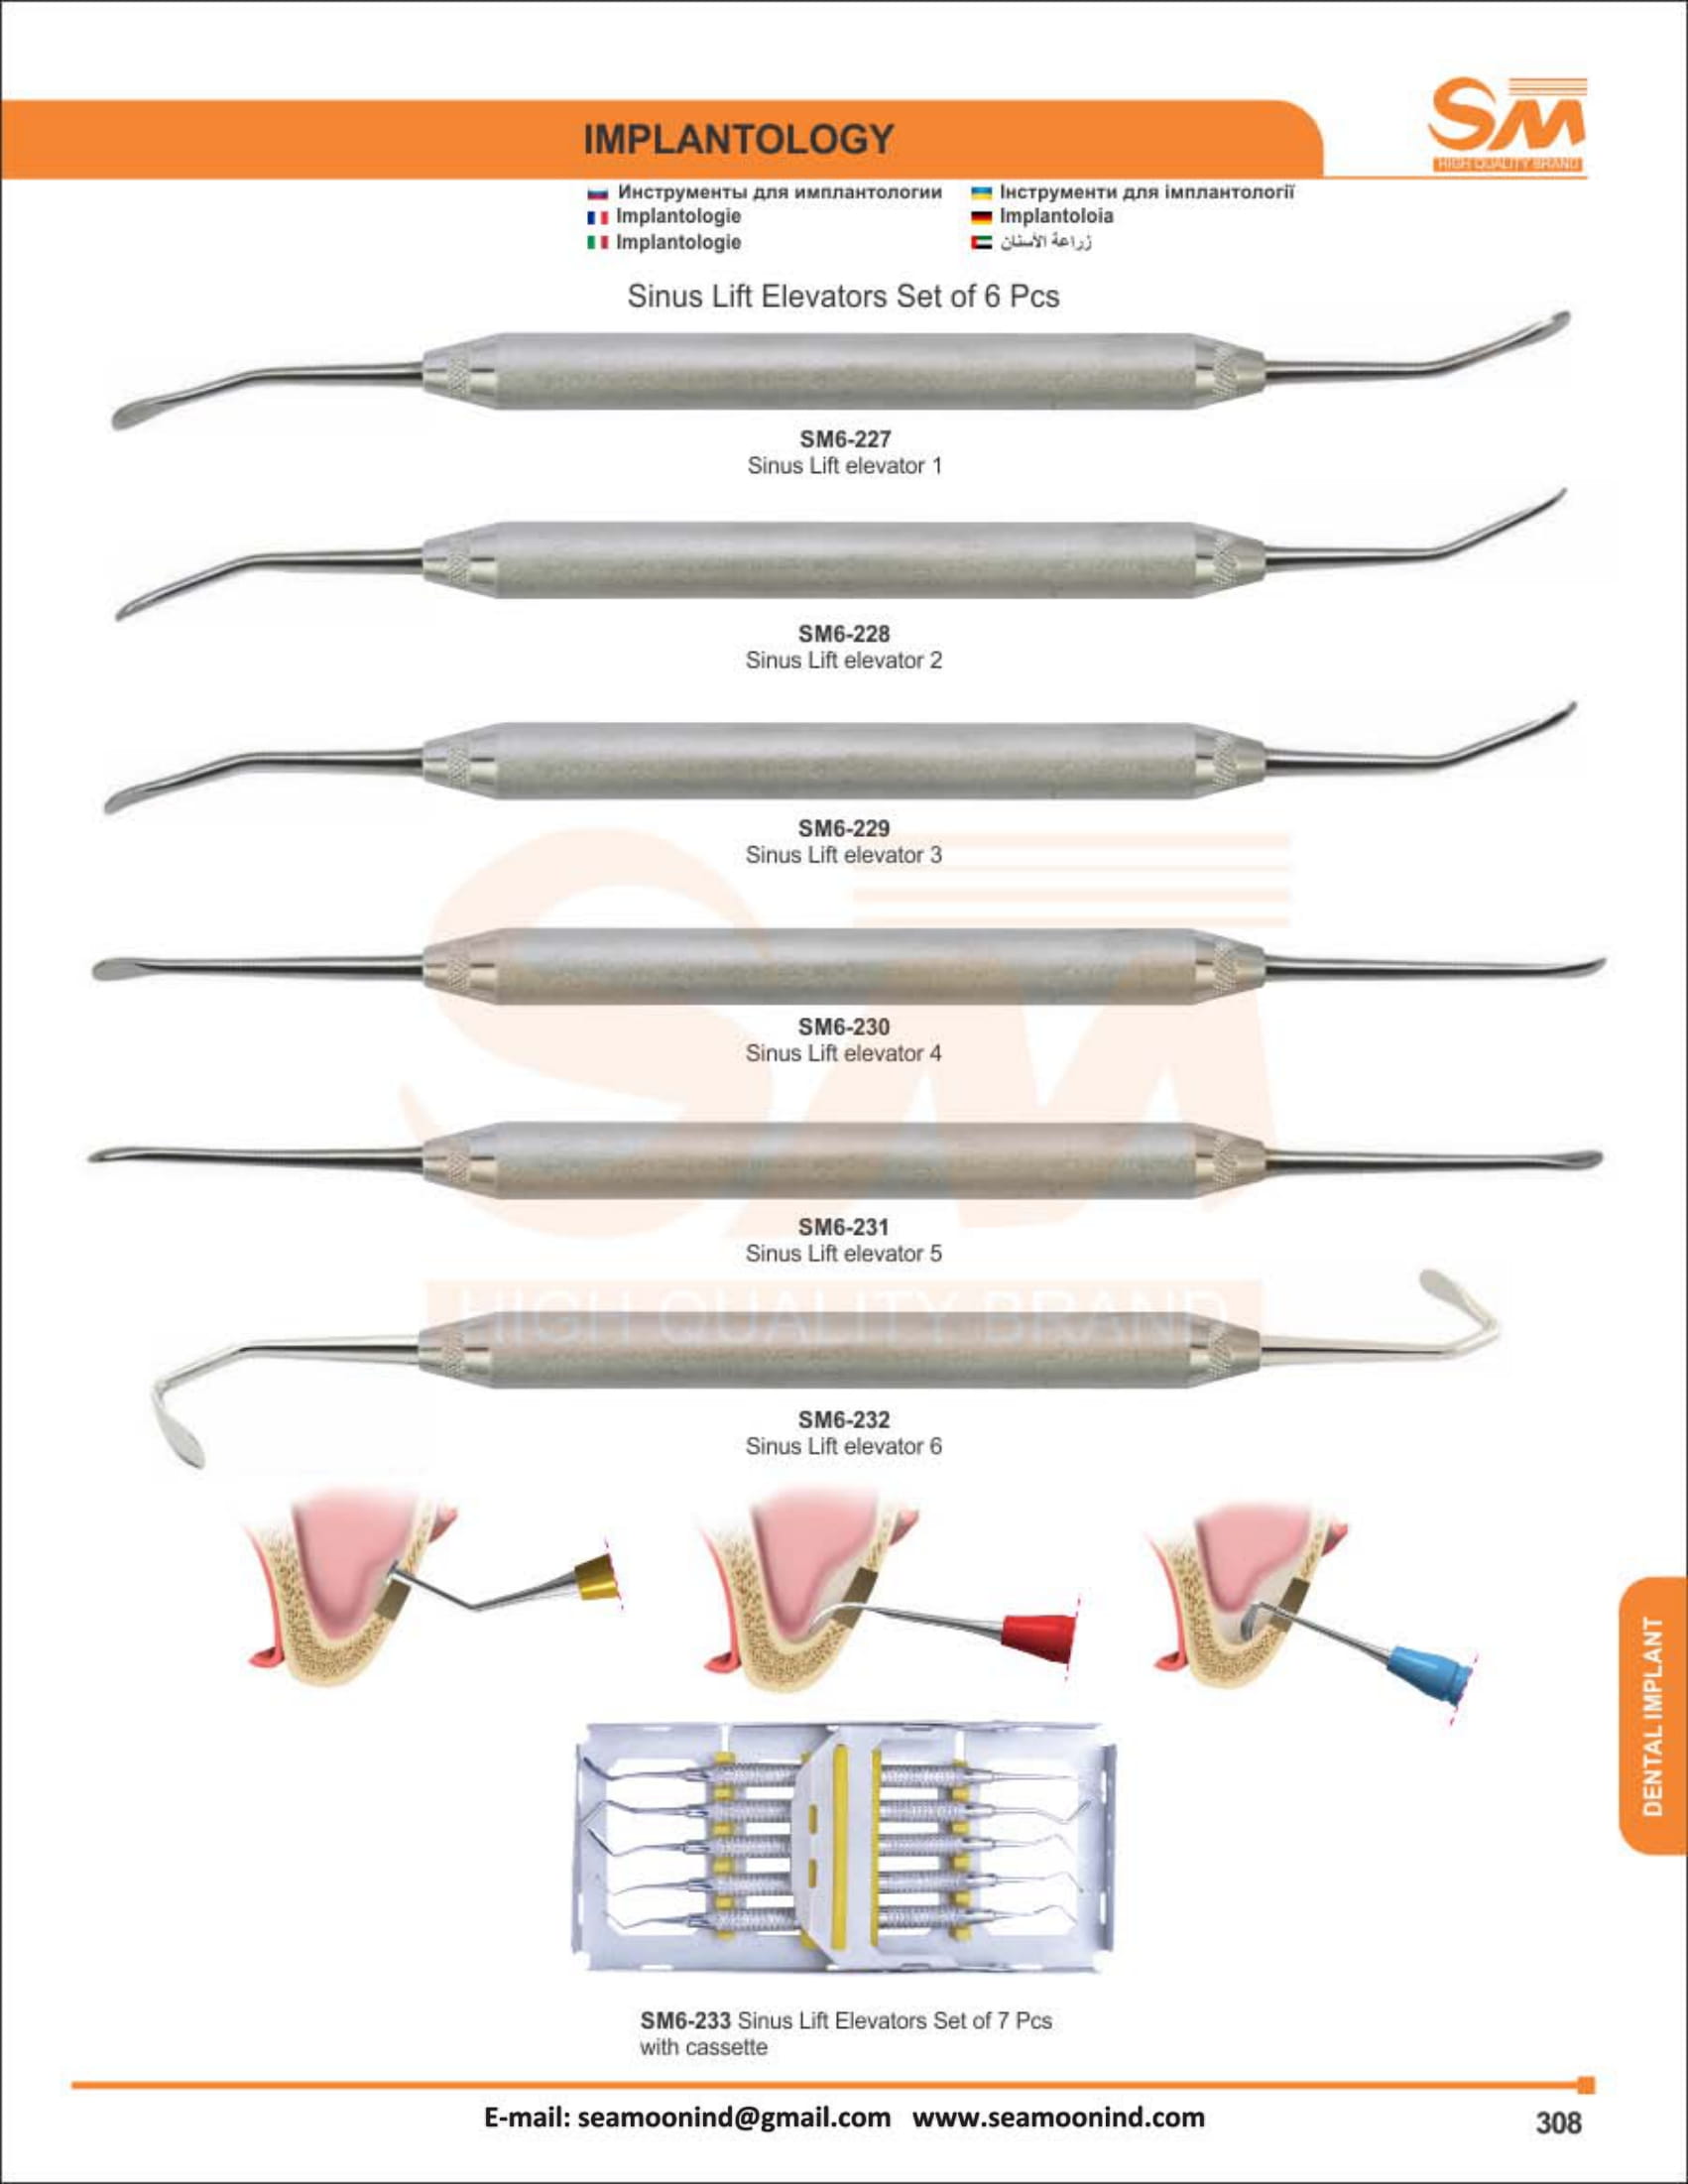 SM
HIGH QUALITY BRAND
IMPLANTOLOGY
Инструменты для имплантологии
Інструменти для імплантології
Implantologie
Implantoloia
Implantologie
زراعة الأسنان
Sinus Lift Elevators Set of 6 Pcs
SM6-227
Sinus Lift elevator 1
SM6-228
Sinus Lift elevator 2
SM6-229
Sinus Lift elevator 3
SM6-230
Sinus Lift elevator 4
SM6-231
Sinus Lift elevator 5
HIGH QUALITY BRAND
SM6-232
Sinus Lift elevator 6
DENTAL IMPLANT
SM6-233 Sinus Lift Elevators Set of 7 Pcs
with cassette
E-mail: seamoonind@gmail.com www.seamoonind.com
308